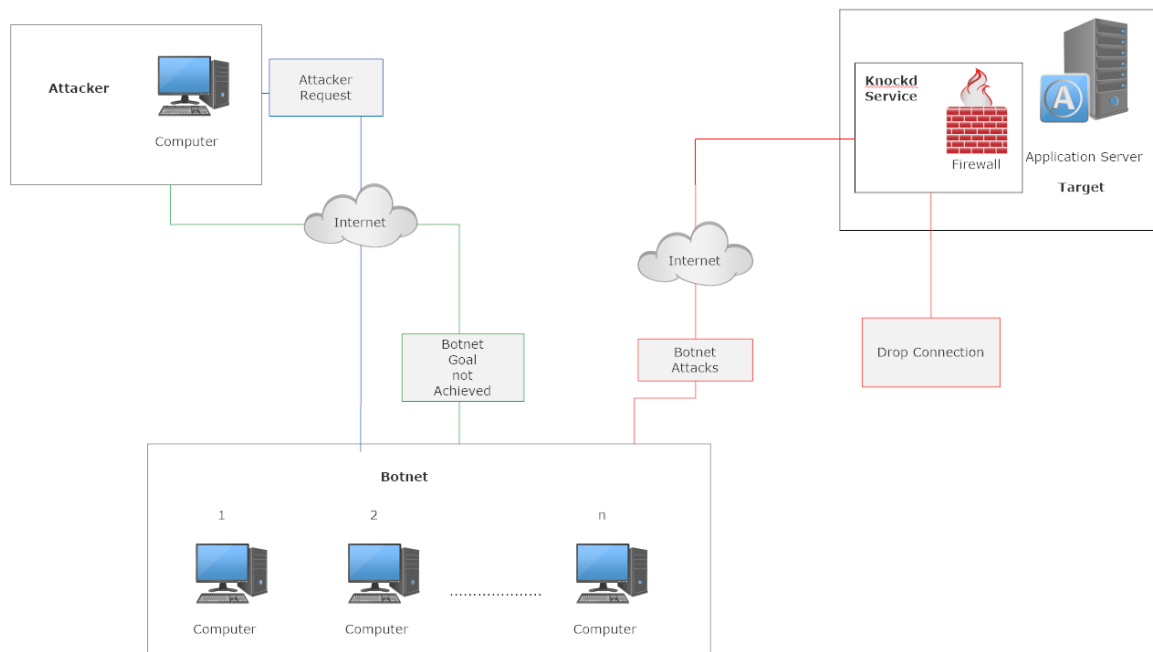 Attacker
Computer
Attacker
Request
Internet
Botnet
Goal
not
Achieved
Knockd
Service
Firewall
A
Application Server
Target
Internet
Botnet
Attacks
Drop Connection
Botnet
1
2
n
.....................
Computer
Computer
Computer